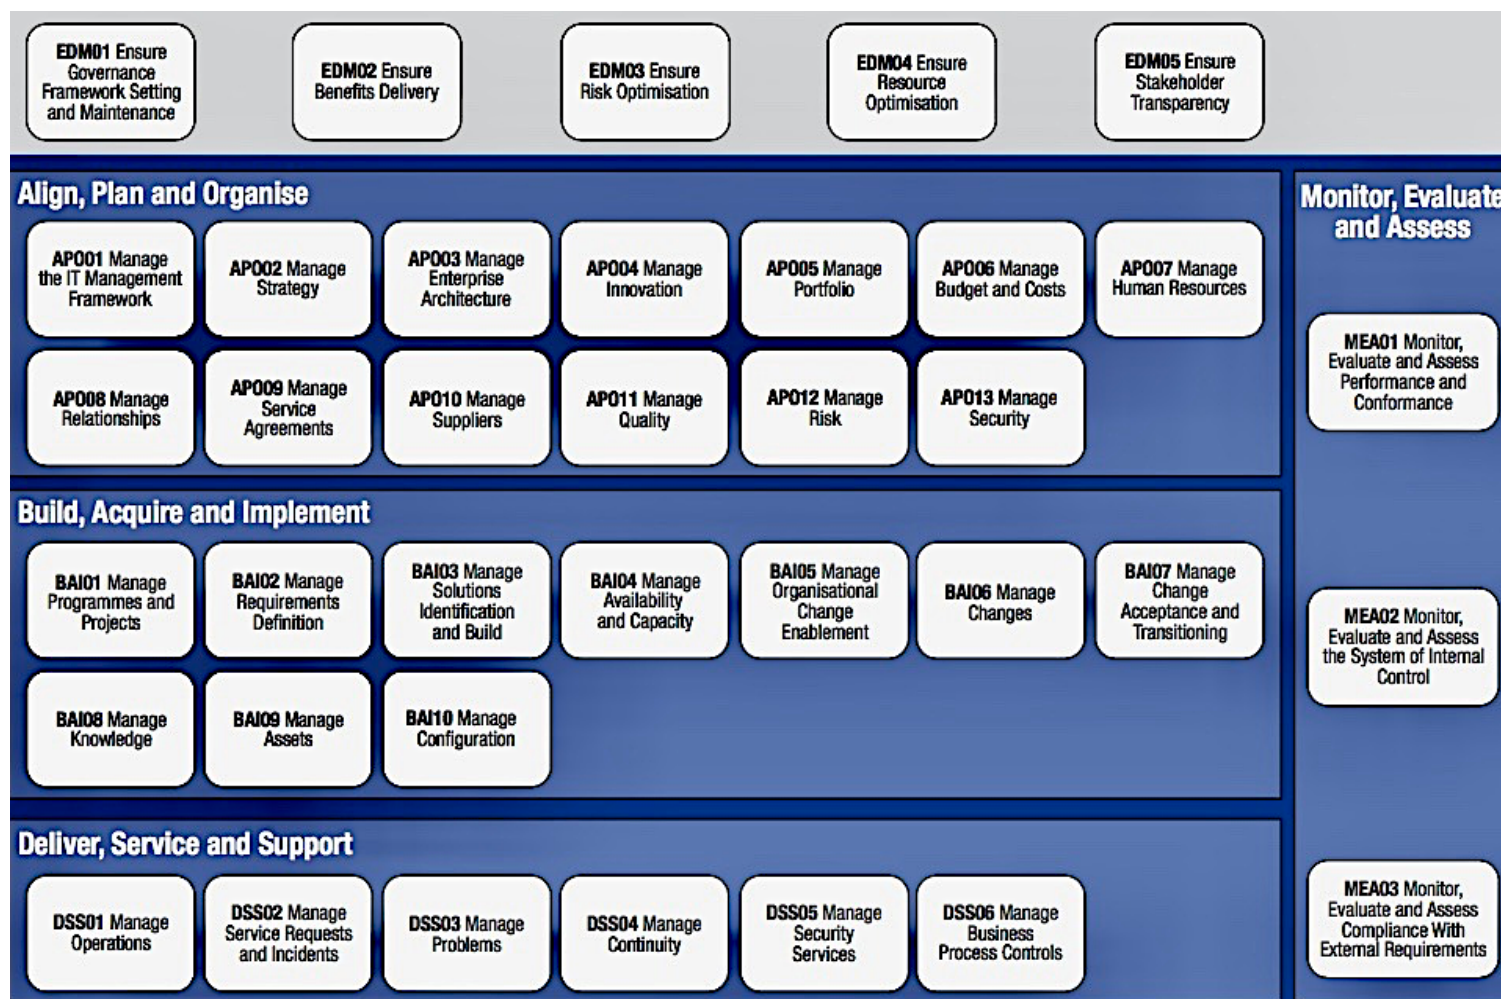 EDM01 Ensure
Governance
Framework Setting
and Maintenance
EDM02 Ensure
Benefits Delivery
EDM03 Ensure
Risk Optimisation
EDM04 Ensure
Resource
Optimisation
EDM05 Ensure
Stakeholder
Transparency
Align, Plan and Organise
APO01 Manage
the IT Management
Framework
APO02 Manage
Strategy
APO03 Manage
Enterprise
Architecture
APO04 Manage
Innovation
APO05 Manage
Portfolio
APO06 Manage
Budget and Costs
APO07 Manage
Human Resources
APO08 Manage
Relationships
APO09 Manage
Service
Agreements
APO10 Manage
Suppliers
APO11 Manage
Quality
APO12 Manage
Risk
APO13 Manage
Security
Build, Acquire and Implement
BAI01 Manage
Programmes and
Projects
BAI02 Manage
Requirements
Definition
BAI03 Manage
Solutions
Identification
and Build
BAI04 Manage
Availability
and Capacity
BAI05 Manage
Organisational
Change
Enablement
BAI06 Manage
Changes
BAI07 Manage
Change
Acceptance and
Transitioning
BAI08 Manage
Knowledge
BAI09 Manage
Assets
BAI10 Manage
Configuration
Deliver, Service and Support
DSS01 Manage
Operations
DSS02 Manage
Service Requests
and Incidents
DSS03 Manage
Problems
DSS04 Manage
Continuity
DSS05 Manage
Security
Services
DSS06 Manage
Business
Process Controls
Monitor, Evaluate
and Assess
MEA01 Monitor,
Evaluate and Assess
Performance and
Conformance
MEA02 Monitor,
Evaluate and Assess
the System of Internal
Control
MEA03 Monitor,
Evaluate and Assess
Compliance With
External Requirements